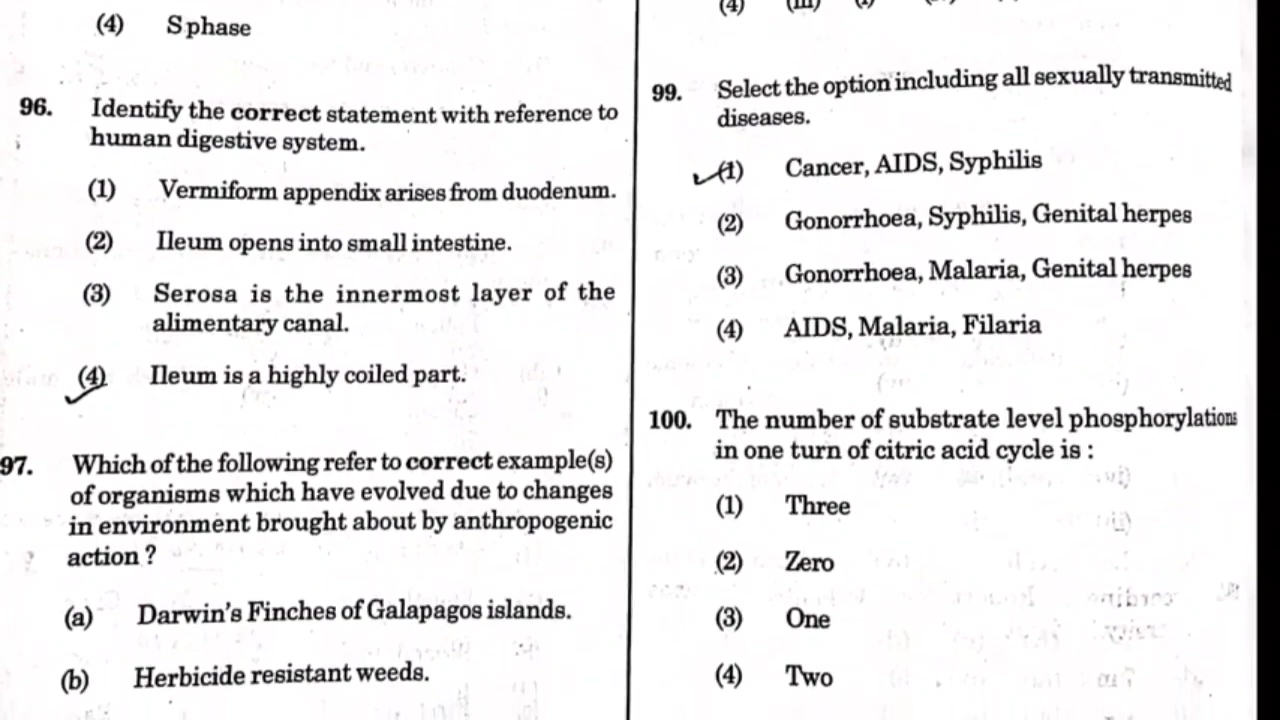 (4) S phase
96. Identify the correct statement with reference to
human digestive system.
(1) Vermiform appendix arises from duodenum.
(2) Ileum opens into small intestine.
(3) Serosa is the innermost layer of the
alimentary canal.
(4) Ileum is a highly coiled part.
97. Which of the following refer to correct example(s)
of organisms which have evolved due to changes
in environment brought about by anthropogenic
action ?
(a) Darwin's Finches of Galapagos islands.
(b) Herbicide resistant weeds.
(4) (iii) (i)
99. Select the option including all sexually transmitted
diseases.
(1) Cancer, AIDS, Syphilis
(2) Gonorrhoea, Syphilis, Genital herpes
(3) Gonorrhoea, Malaria, Genital herpes
(4) AIDS, Malaria, Filaria
100. The number of substrate level phosphorylations
in one turn of citric acid cycle is :
(1) Three
(2) Zero
(3) One
(4) Two